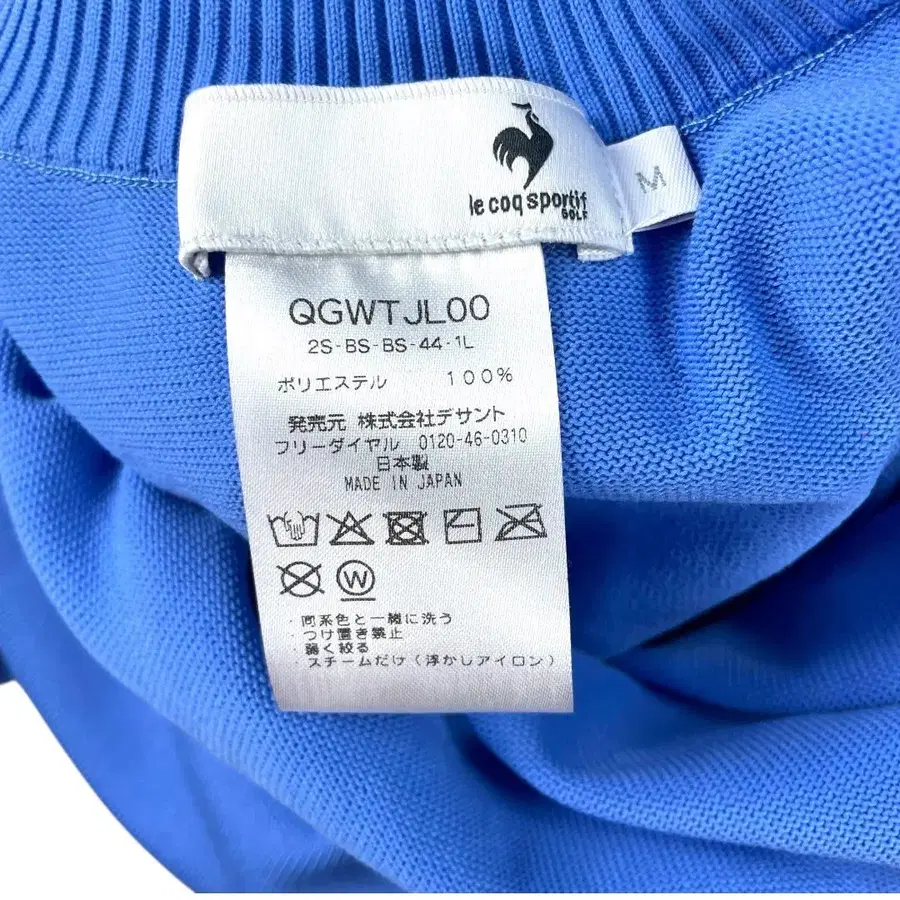 le coq sportif
GOLF
M
QGWTJL00
2S-BS-BS-44-1L
ポリエステル 100%
発売元 株式会社デサント
フリーダイヤル 0120-46-0310
日本製
MADE IN JAPAN
W
・同系色と一緒に洗う
・つけ置き禁止
・弱く絞る
・スチームだけ(浮かしアイロン)